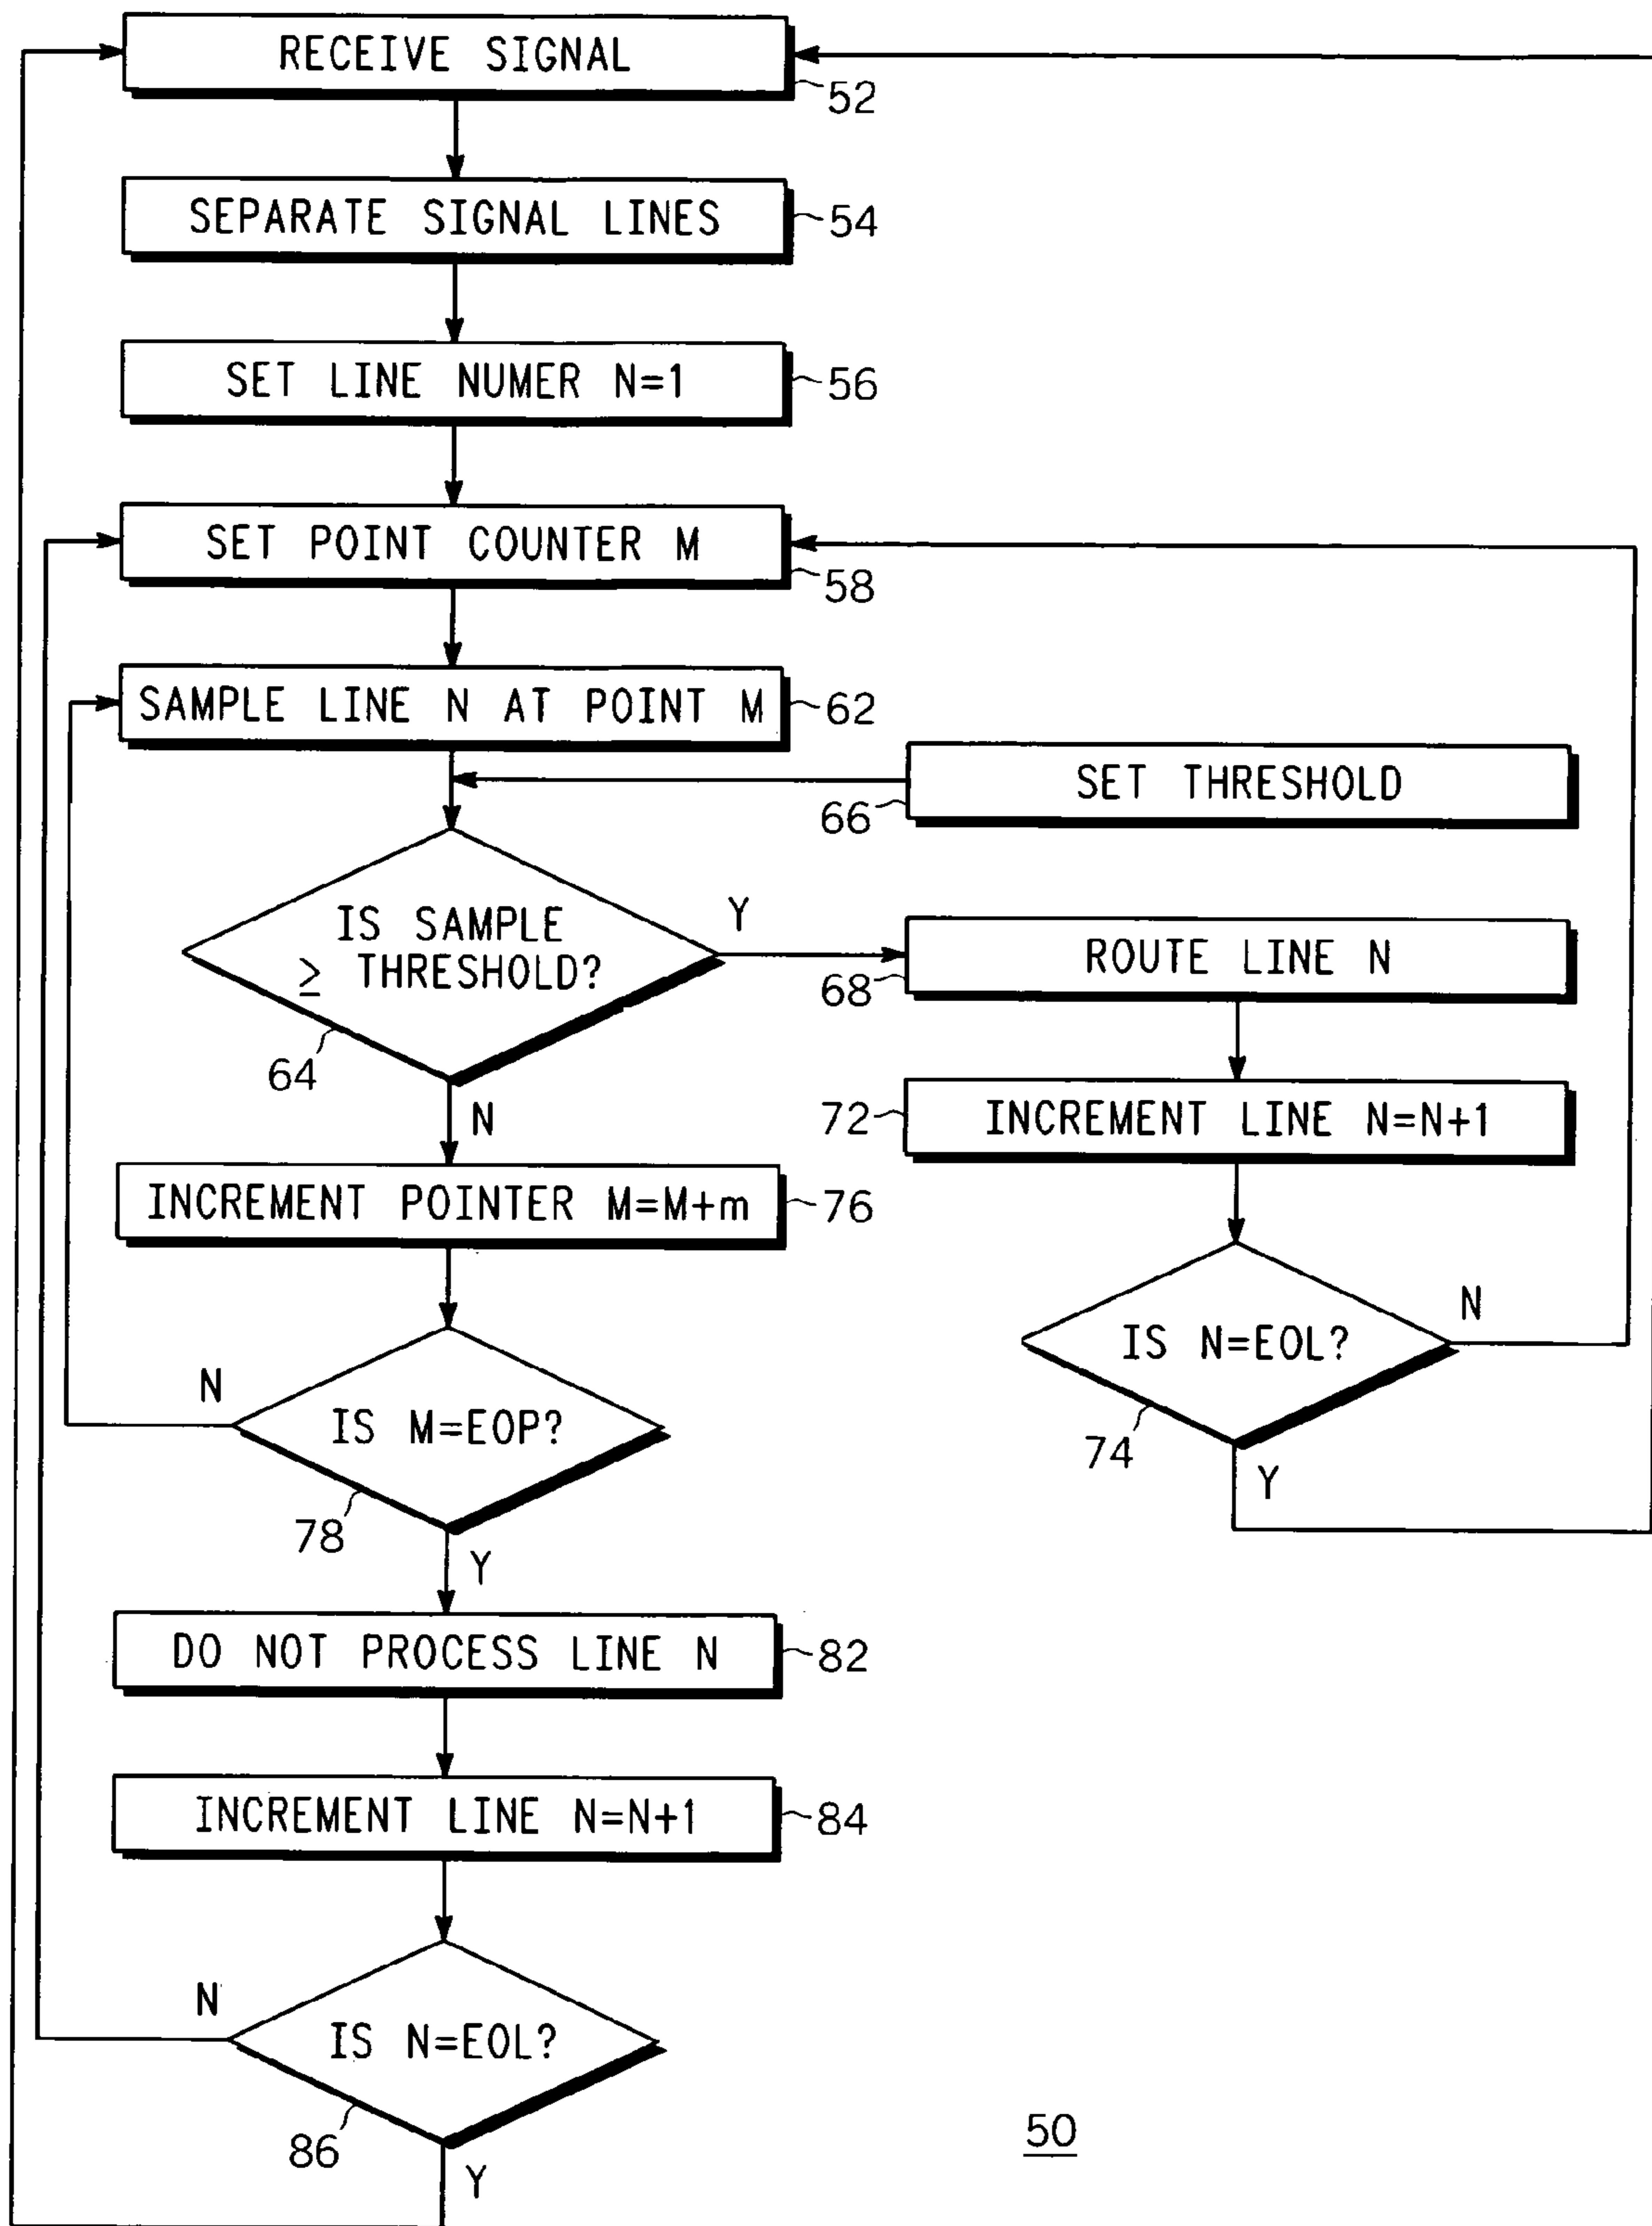 RECEIVE SIGNAL
52
SEPARATE SIGNAL LINES
54
SET LINE NUMER N=1
56
SET POINT COUNTER M
58
SAMPLE LINE N AT POINT M
62
SET THRESHOLD
66
IS SAMPLE
≥ THRESHOLD?
64
Y
ROUTE LINE N
68
N
INCREMENT LINE N=N+1
72
INCREMENT POINTER M=M+m
76
IS N=EOL?
74
N
Y
IS M=EOP?
78
N
Y
DO NOT PROCESS LINE N
82
INCREMENT LINE N=N+1
84
IS N=EOL?
86
N
Y
50